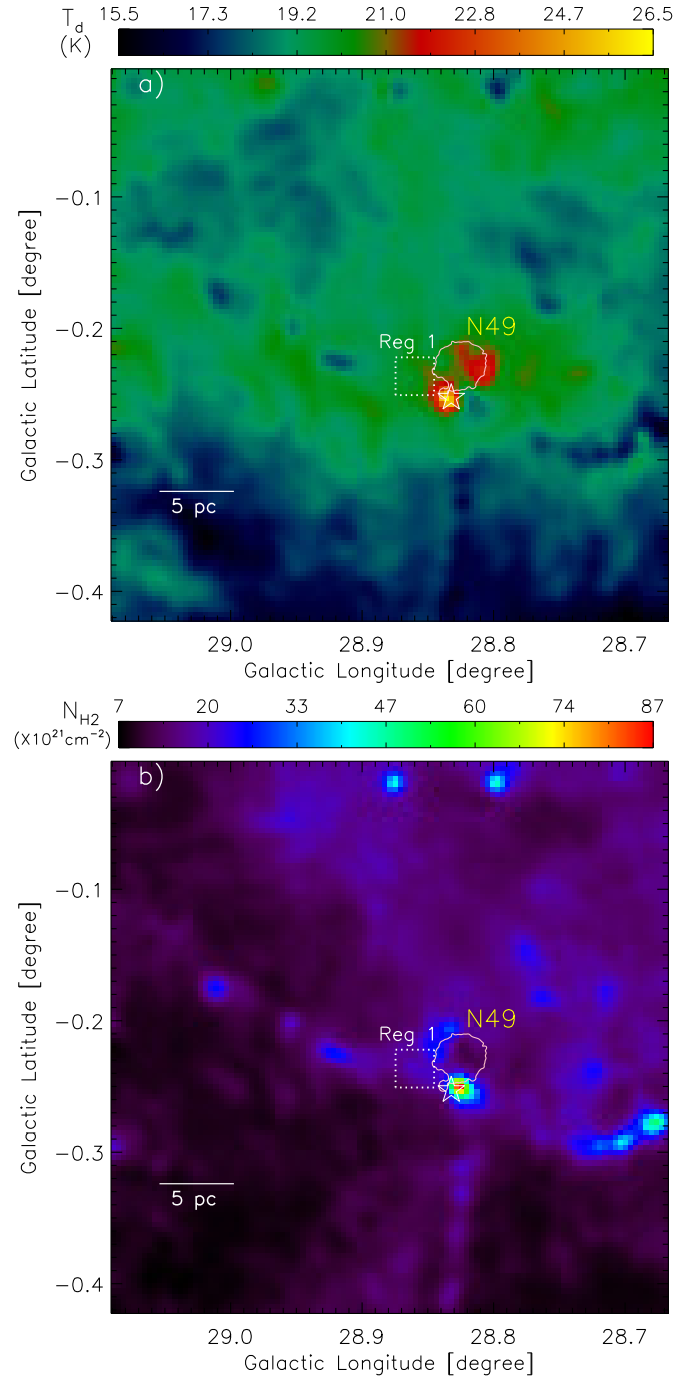 T_d
(K)
15.5 17.3 19.2 21.0 22.8 24.7 26.5
a)
N49
Reg 1
5 pc
−0.1
−0.2
−0.3
−0.4
Galactic Latitude [degree]
29.0 28.9 28.8 28.7
Galactic Longitude [degree]
N_H2
(X10^21cm^−2)
7 20 33 47 60 74 87
b)
N49
Reg 1
5 pc
−0.1
−0.2
−0.3
−0.4
Galactic Latitude [degree]
29.0 28.9 28.8 28.7
Galactic Longitude [degree]